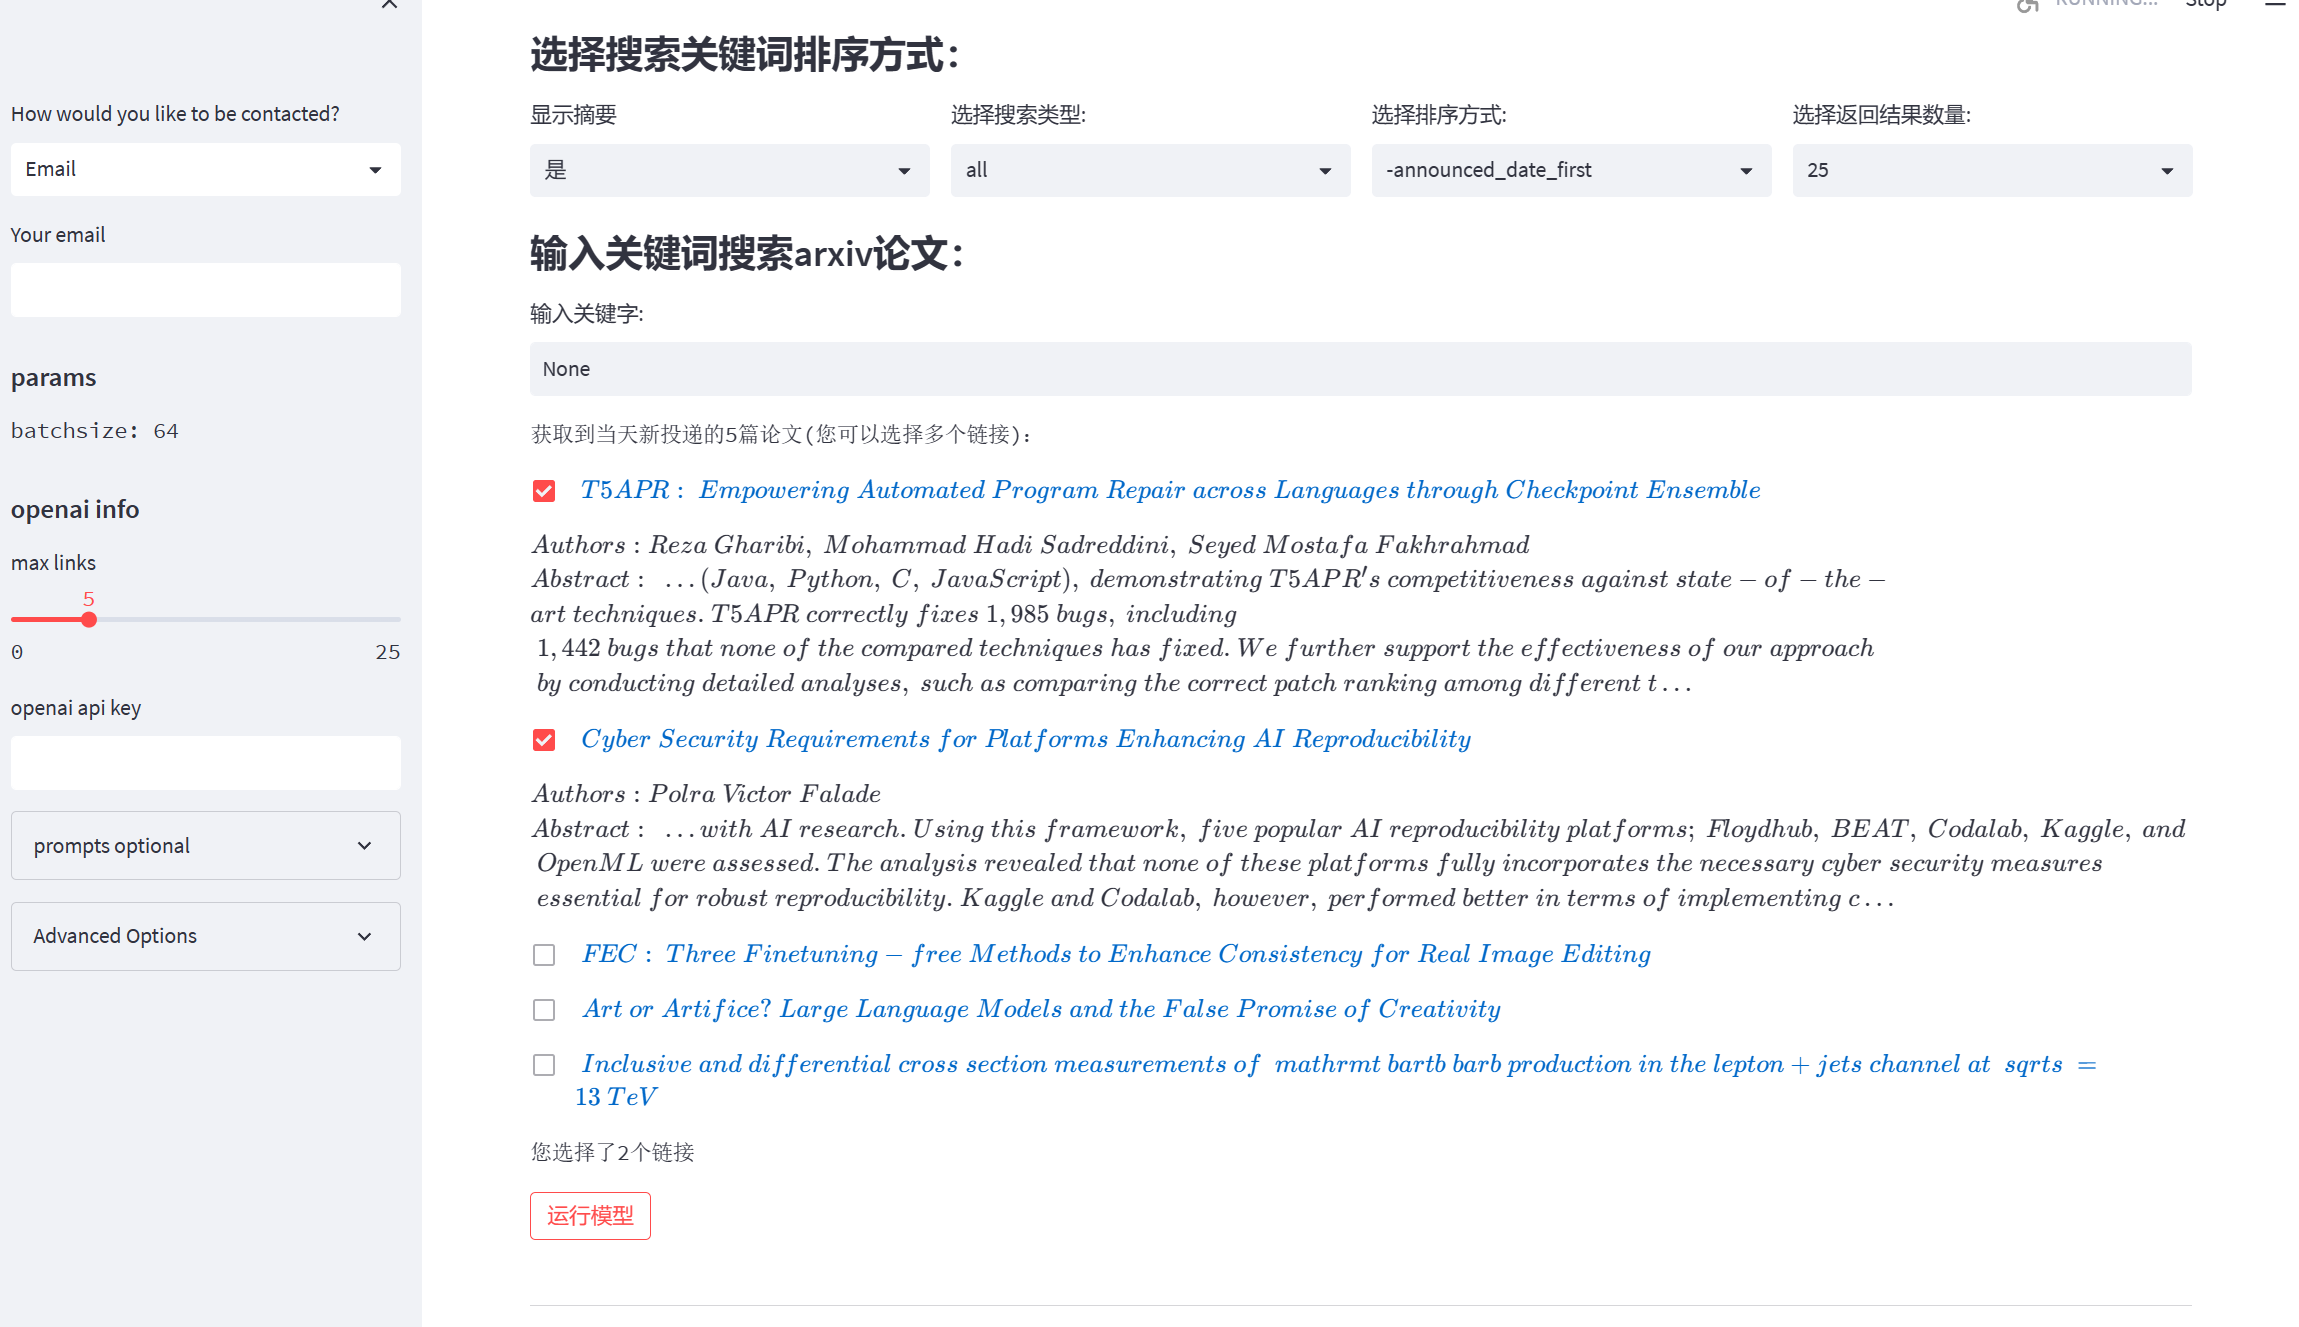 RUNNING...
Stop
How would you like to be contacted?
Email
Your email
params
batchsize: 64
openai info
max links
5
0
25
openai api key
prompts optional
Advanced Options
选择搜索关键词排序方式：
显示摘要
选择搜索类型:
选择排序方式:
选择返回结果数量:
是
all
-announced_date_first
25
输入关键词搜索arxiv论文：
输入关键字:
None
获取到当天新投递的5篇论文(您可以选择多个链接)：
T5APR : Empowering Automated Program Repair across Languages through Checkpoint Ensemble
Authors : Reza Gharibi, Mohammad Hadi Sadreddini, Seyed Mostafa Fakhrahmad
Abstract : …(Java, Python, C, JavaScript), demonstrating T5APR's competitiveness against state − of − the −
art techniques. T5APR correctly fixes 1,985 bugs, including
1,442 bugs that none of the compared techniques has fixed. We further support the effectiveness of our approach
by conducting detailed analyses, such as comparing the correct patch ranking among different t…
Cyber Security Requirements for Platforms Enhancing AI Reproducibility
Authors : Polra Victor Falade
Abstract : …with AI research. Using this framework, five popular AI reproducibility platforms; Floydhub, BEAT, Codalab, Kaggle, and
OpenML were assessed. The analysis revealed that none of these platforms fully incorporates the necessary cyber security measures
essential for robust reproducibility. Kaggle and Codalab, however, performed better in terms of implementing c…
FEC : Three Finetuning − free Methods to Enhance Consistency for Real Image Editing
Art or Artifice? Large Language Models and the False Promise of Creativity
Inclusive and differential cross section measurements of mathrmt bartb barb production in the lepton + jets channel at sqrts =
13 TeV
您选择了2个链接
运行模型